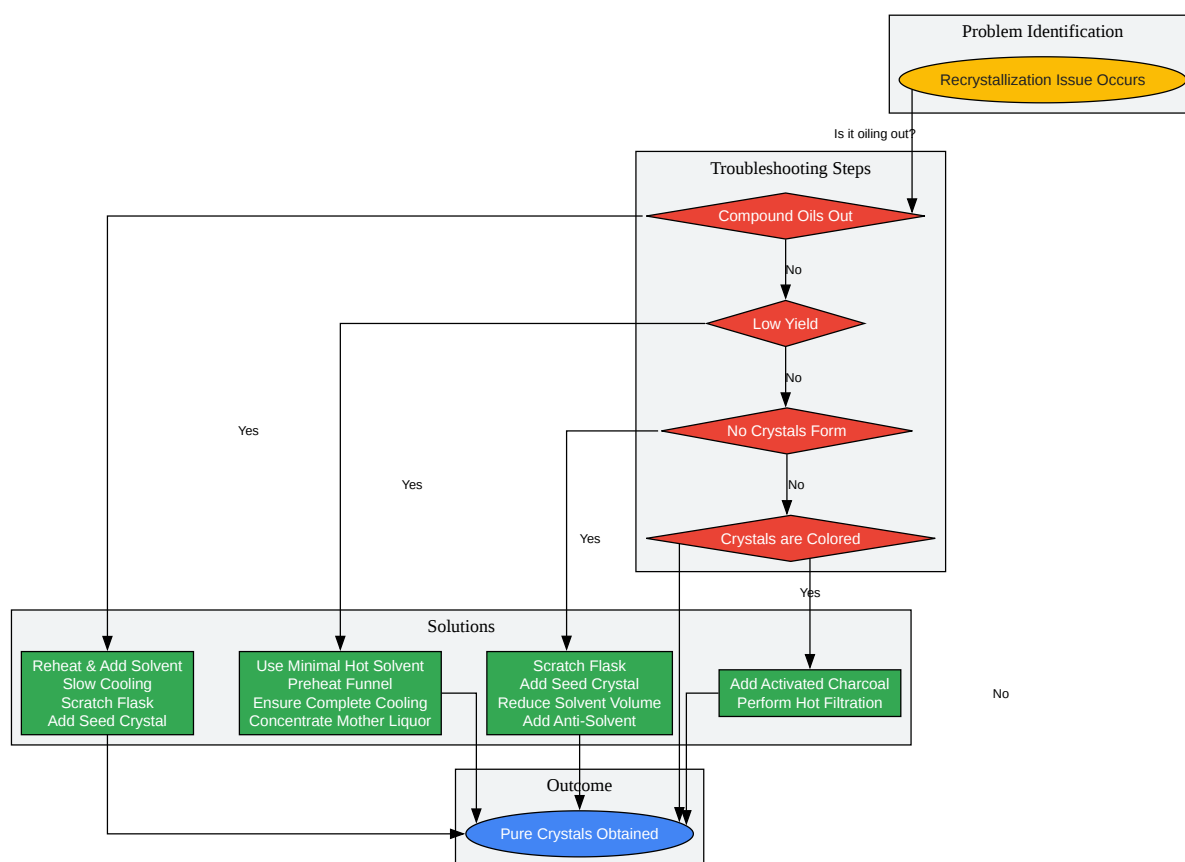 Problem Identification
Recrystallization Issue Occurs
Is it oiling out?
Troubleshooting Steps
Compound Oils Out
No
Low Yield
No
Yes
No Crystals Form
Yes
No
Yes
Crystals are Colored
Yes
Solutions
Reheat & Add Solvent
Slow Cooling
Scratch Flask
Add Seed Crystal
Use Minimal Hot Solvent
Preheat Funnel
Ensure Complete Cooling
Concentrate Mother Liquor
Scratch Flask
Add Seed Crystal
Reduce Solvent Volume
Add Anti-Solvent
Add Activated Charcoal
Perform Hot Filtration
No
Outcome
Pure Crystals Obtained